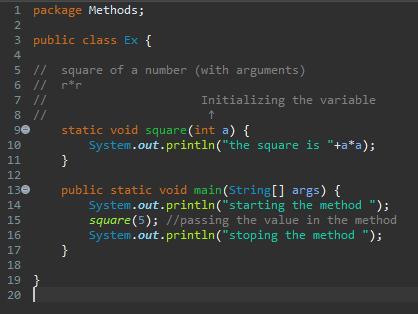 1 package Methods;
2
3 public class Ex {
4
5 //  square of a number (with arguments)
6 //  r*r
7 //                      Initializing the variable
8 //                       ↑
9     static void square(int a) {
10         System.out.println("the square is "+a*a);
11     }
12
13     public static void main(String[] args) {
14         System.out.println("starting the method ");
15         square(5); //passing the value in the method
16         System.out.println("stoping the method ");
17     }
18
19 }
20